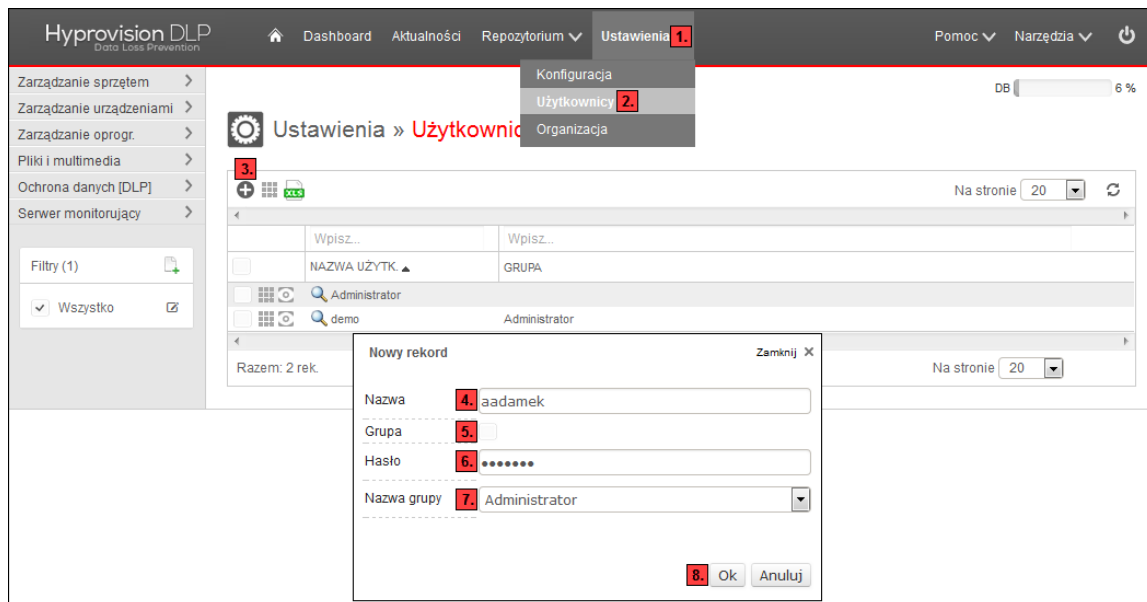 Hyprovision DLP
Data Loss Prevention
Dashboard Aktualności Repozytorium Ustawienia 1. Pomoc Narzędzia
Konfiguracja
Użytkownicy 2.
Organizacja
DB 6 %
Zarządzanie sprzętem
Zarządzanie urządzeniami
Zarządzanie oprogr.
Pliki i multimedia
Ochrona danych [DLP]
Serwer monitorujący
Filtry (1)
Wszystko
Ustawienia » Użytkownic
3.
XLS
Na stronie 20
Wpisz... Wpisz...
NAZWA UŻYTK. GRUPA
Administrator
demo Administrator
Razem: 2 rek. Na stronie 20
Nowy rekord Zamknij X
Nazwa 4. aadamek
Grupa 5.
Hasło 6. •••••••
Nazwa grupy 7. Administrator
8. Ok Anuluj